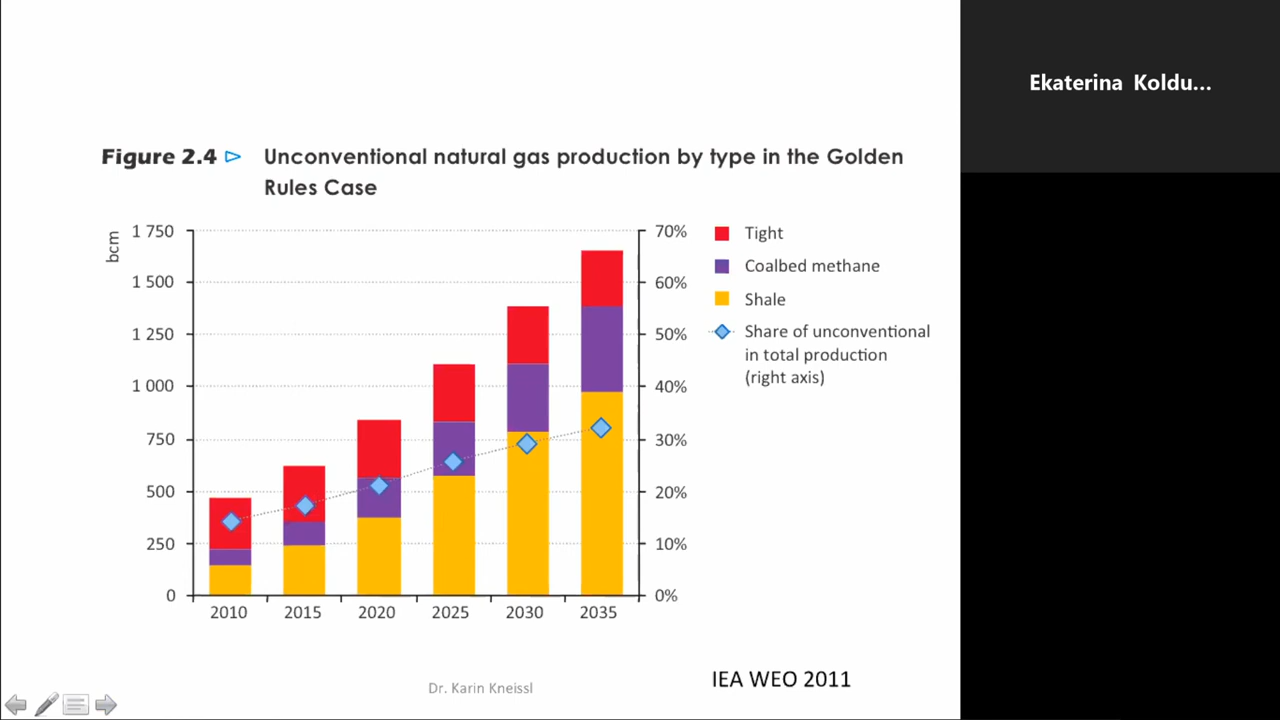 Ekaterina Koldu...
Figure 2.4 Unconventional natural gas production by type in the Golden
Rules Case
bcm
1 750
1 500
1 250
1 000
750
500
250
0
70%
60%
50%
40%
30%
20%
10%
0%
2010 2015 2020 2025 2030 2035
Tight
Coalbed methane
Shale
Share of unconventional
in total production
(right axis)
Dr. Karin Kneissl
IEA WEO 2011